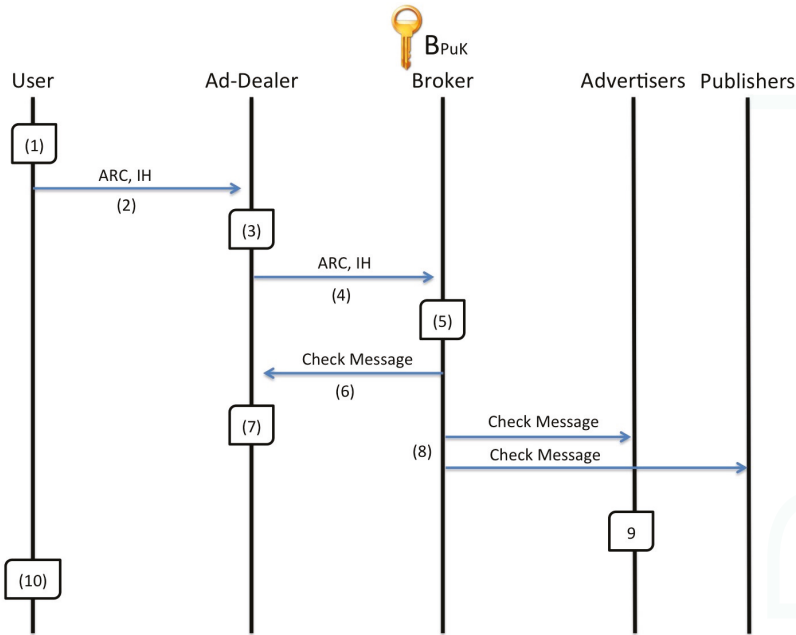 BPuK
User
Ad-Dealer
Broker
Advertisers
Publishers
(1)
ARC, IH
(2)
(3)
ARC, IH
(4)
(5)
Check Message
(6)
(7)
Check Message
(8)
Check Message
9
(10)